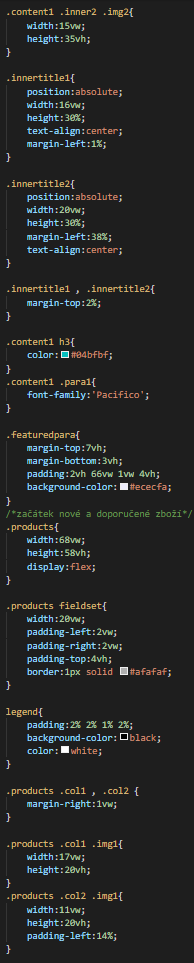 .content1 .inner2 .img2{
width:15vw;
height:35vh;
}
.innertitle1{
position:absolute;
width:16vw;
height:30%;
text-align:center;
margin-left:1%;
}
.innertitle2{
position:absolute;
width:20vw;
height:30%;
margin-left:38%;
text-align:center;
}
.innertitle1 , .innertitle2{
margin-top:2%;
}
.content1 h3{
color: #04bfbf;
}
.content1 .para1{
font-family:'Pacifico';
}
.featuredpara{
margin-top:7vh;
margin-bottom:3vh;
padding:2vh 66vw 1vw 4vh;
background-color: #ececfa;
}
/*začátek nové a doporučené zboží*/
.products{
width:68vw;
height:58vh;
display:flex;
}
.products fieldset{
width:20vw;
padding-left:2vw;
padding-right:2vw;
padding-top:4vh;
border:1px solid #afafaf;
}
legend{
padding:2% 2% 1% 2%;
background-color: black;
color: white;
}
.products .col1 , .col2 {
margin-right:1vw;
}
.products .col1 .img1{
width:17vw;
height:20vh;
}
.products .col2 .img1{
width:11vw;
height:20vh;
padding-left:14%;
}